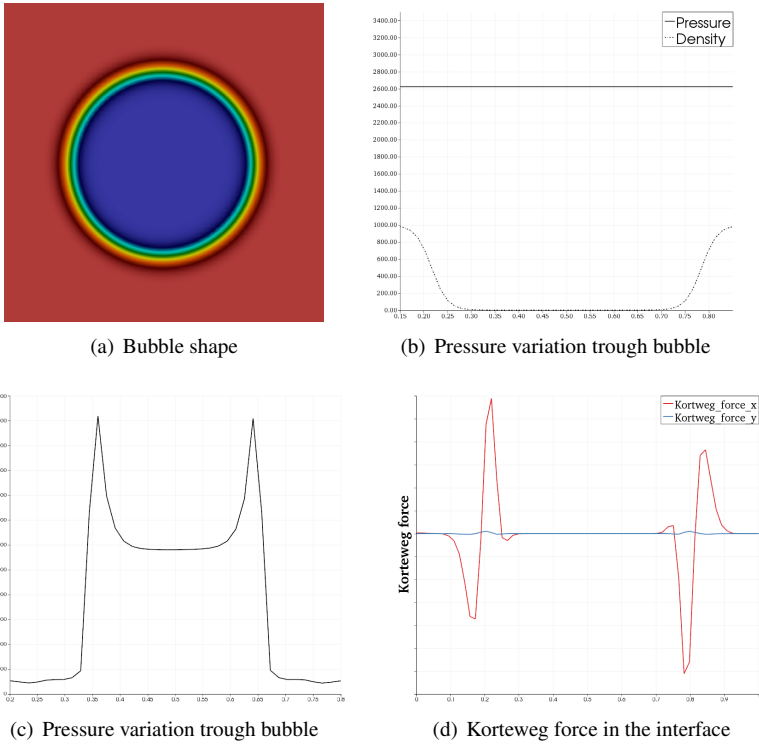 3400.00
3200.00
3000.00
2800.00
2600.00
2400.00
2200.00
2000.00
1800.00
1600.00
1400.00
1200.00
1000.00
800.00
600.00
400.00
200.00
0.00
0.15 0.20 0.25 0.30 0.35 0.40 0.45 0.50 0.55 0.60 0.65 0.70 0.75 0.80
Pressure
Density
(a) Bubble shape
(b) Pressure variation trough bubble
0.2 0.25 0.3 0.35 0.4 0.45 0.5 0.55 0.6 0.65 0.7 0.75 0.8
(c) Pressure variation trough bubble
Korteweg force
Kortweg_force_x
Kortweg_force_y
0 0.1 0.2 0.3 0.4 0.5 0.6 0.7 0.8 0.9
(d) Korteweg force in the interface